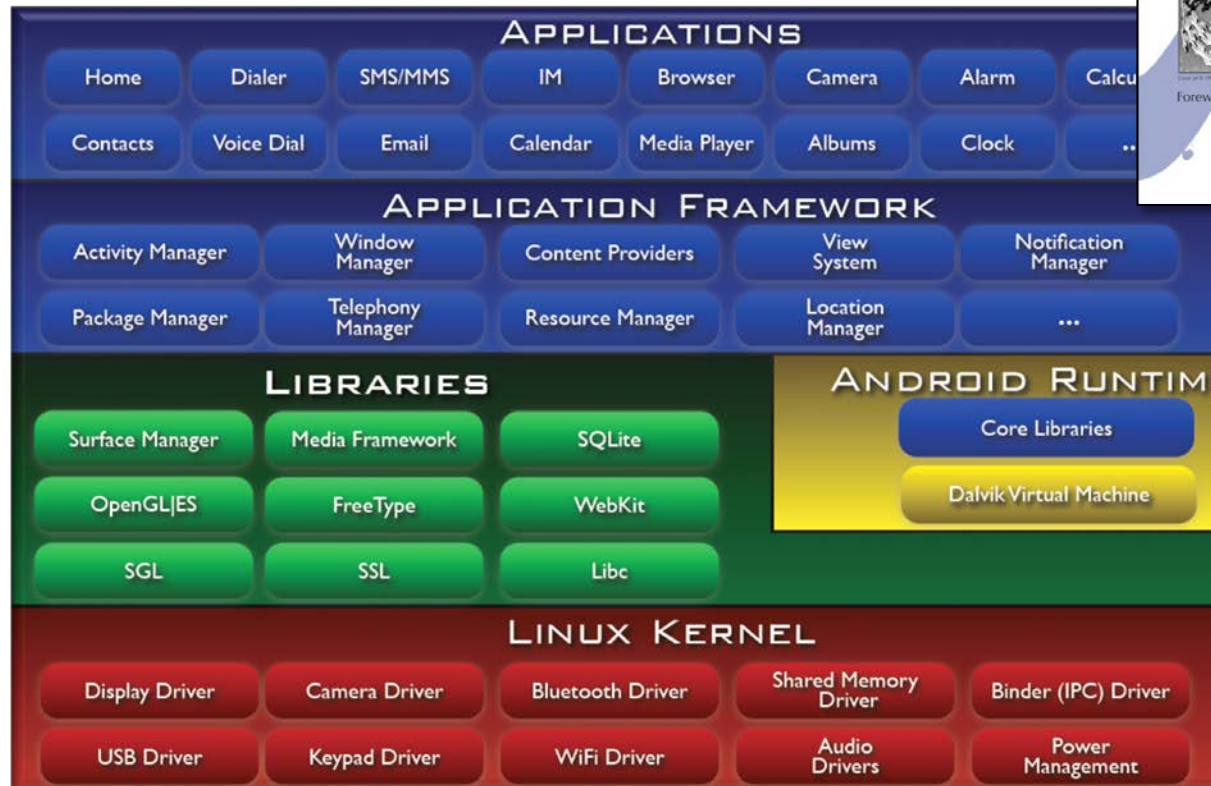 APPLICATIONS
Home Dialer SMS/MMS IM Browser Camera Alarm Calcu
Contacts Voice Dial Email Calendar Media Player Albums Clock ..
Forew
APPLICATION FRAMEWORK
Activity Manager Window Manager Content Providers View System Notification Manager
Package Manager Telephony Manager Resource Manager Location Manager ...
LIBRARIES
Surface Manager Media Framework SQLite
OpenGL|ES FreeType WebKit
SGL SSL Libc
ANDROID RUNTIM
Core Libraries
Dalvik Virtual Machine
LINUX KERNEL
Display Driver Camera Driver Bluetooth Driver Shared Memory Driver Binder (IPC) Driver
USB Driver Keypad Driver WiFi Driver Audio Drivers Power Management